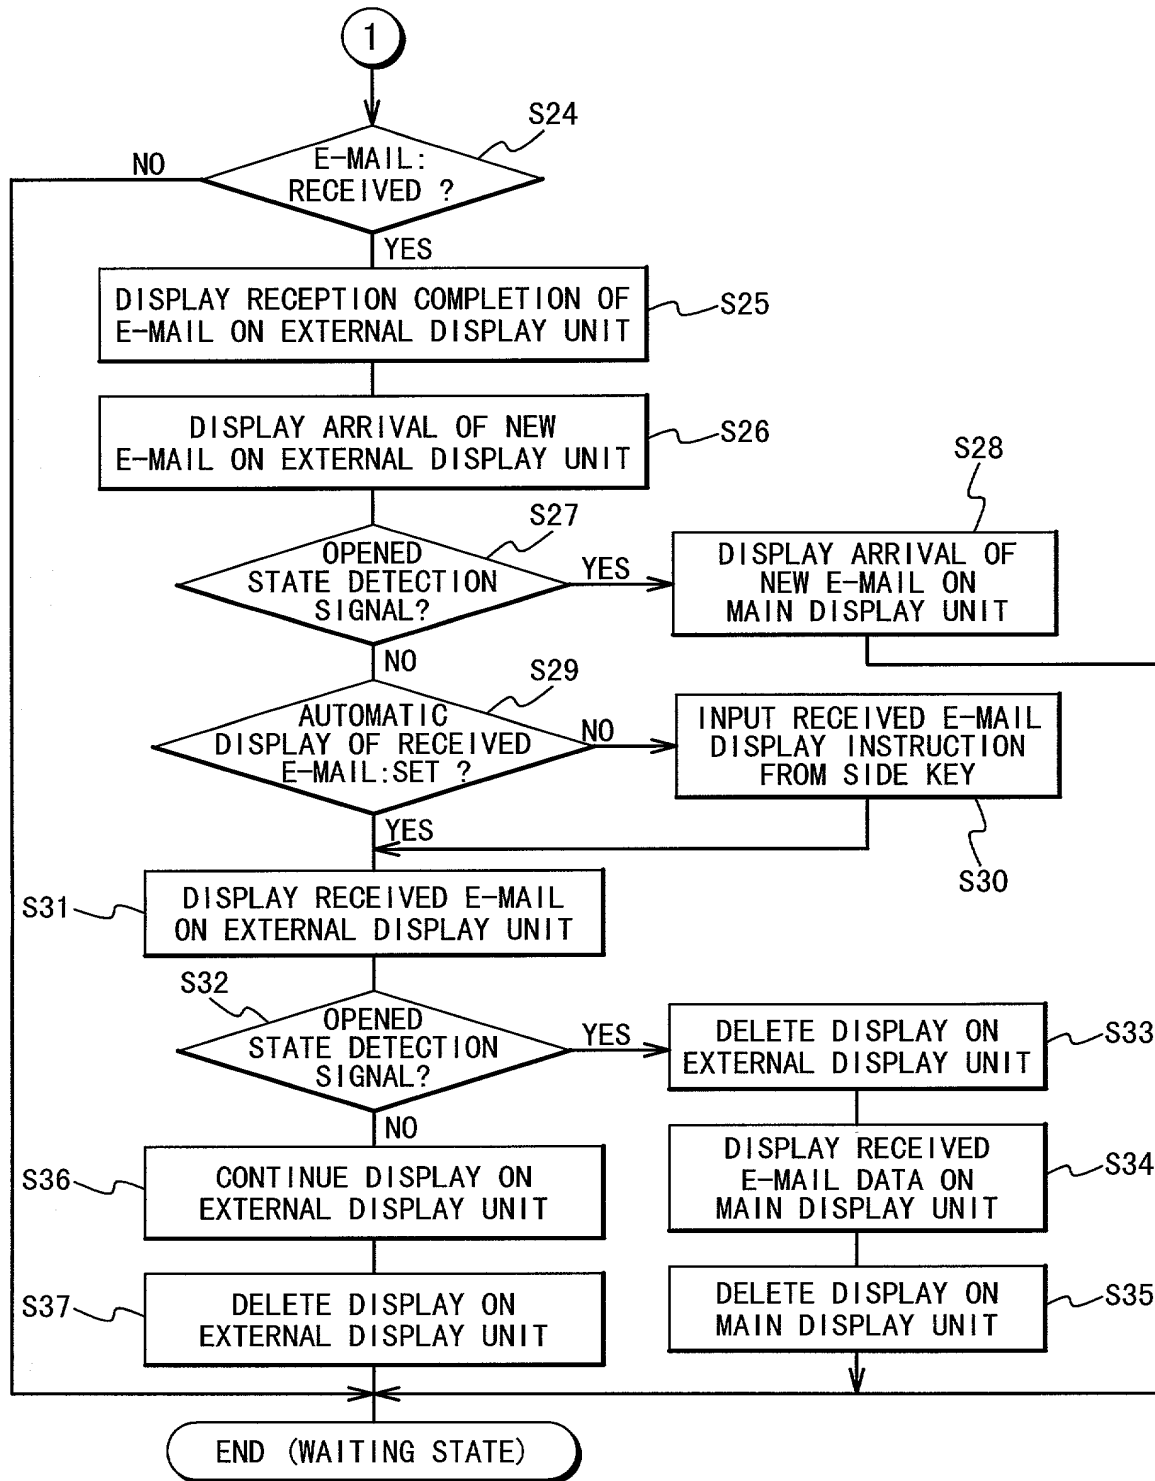 1
S24
E-MAIL:
RECEIVED ?
NO
YES
DISPLAY RECEPTION COMPLETION OF
E-MAIL ON EXTERNAL DISPLAY UNIT
S25
DISPLAY ARRIVAL OF NEW
E-MAIL ON EXTERNAL DISPLAY UNIT
S26
S27
OPENED
STATE DETECTION
SIGNAL?
YES
NO
S28
DISPLAY ARRIVAL OF
NEW E-MAIL ON
MAIN DISPLAY UNIT
S29
AUTOMATIC
DISPLAY OF RECEIVED
E-MAIL:SET ?
NO
YES
INPUT RECEIVED E-MAIL
DISPLAY INSTRUCTION
FROM SIDE KEY
S30
S31
DISPLAY RECEIVED E-MAIL
ON EXTERNAL DISPLAY UNIT
S32
OPENED
STATE DETECTION
SIGNAL?
YES
NO
DELETE DISPLAY ON
EXTERNAL DISPLAY UNIT
S33
DISPLAY RECEIVED
E-MAIL DATA ON
MAIN DISPLAY UNIT
S34
S36
CONTINUE DISPLAY ON
EXTERNAL DISPLAY UNIT
S37
DELETE DISPLAY ON
EXTERNAL DISPLAY UNIT
DELETE DISPLAY ON
MAIN DISPLAY UNIT
S35
END (WAITING STATE)